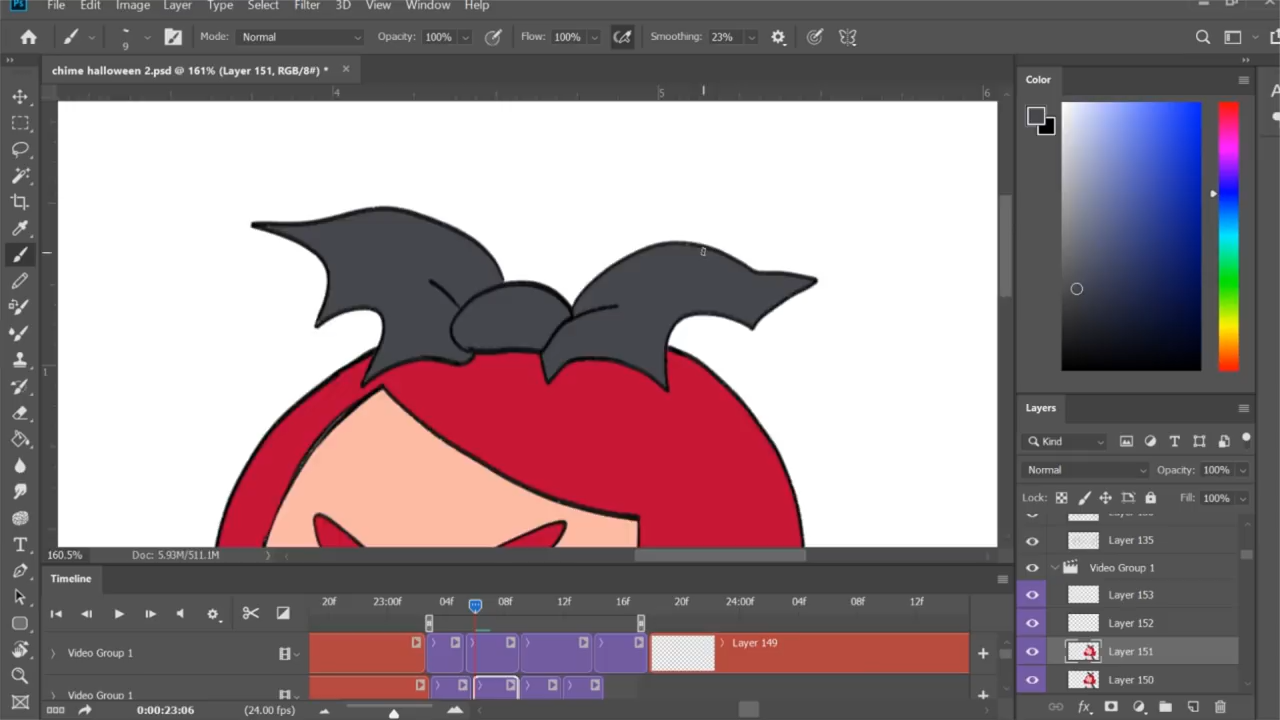 Ps File Edit Image Layer Type Select Filter 3D View Window Help
9 Mode: Normal Opacity: 100% Flow: 100% Smoothing: 23%
chime halloween 2.psd @ 161% (Layer 151, RGB/8#) *
4 5 6
1
Color
Layers
Kind
Normal Opacity: 100%
Lock: Fill: 100%
Layer 135
Video Group 1
Layer 153
Layer 152
Layer 151
Layer 150
160.5% Doc: 5.93M/511.1M
Timeline
20f 23:00f 04f 08f 12f 16f 20f 24:00f 04f 08f 12f
Video Group 1 Layer 149
Video Group 1
0:00:23:06 (24.00 fps)